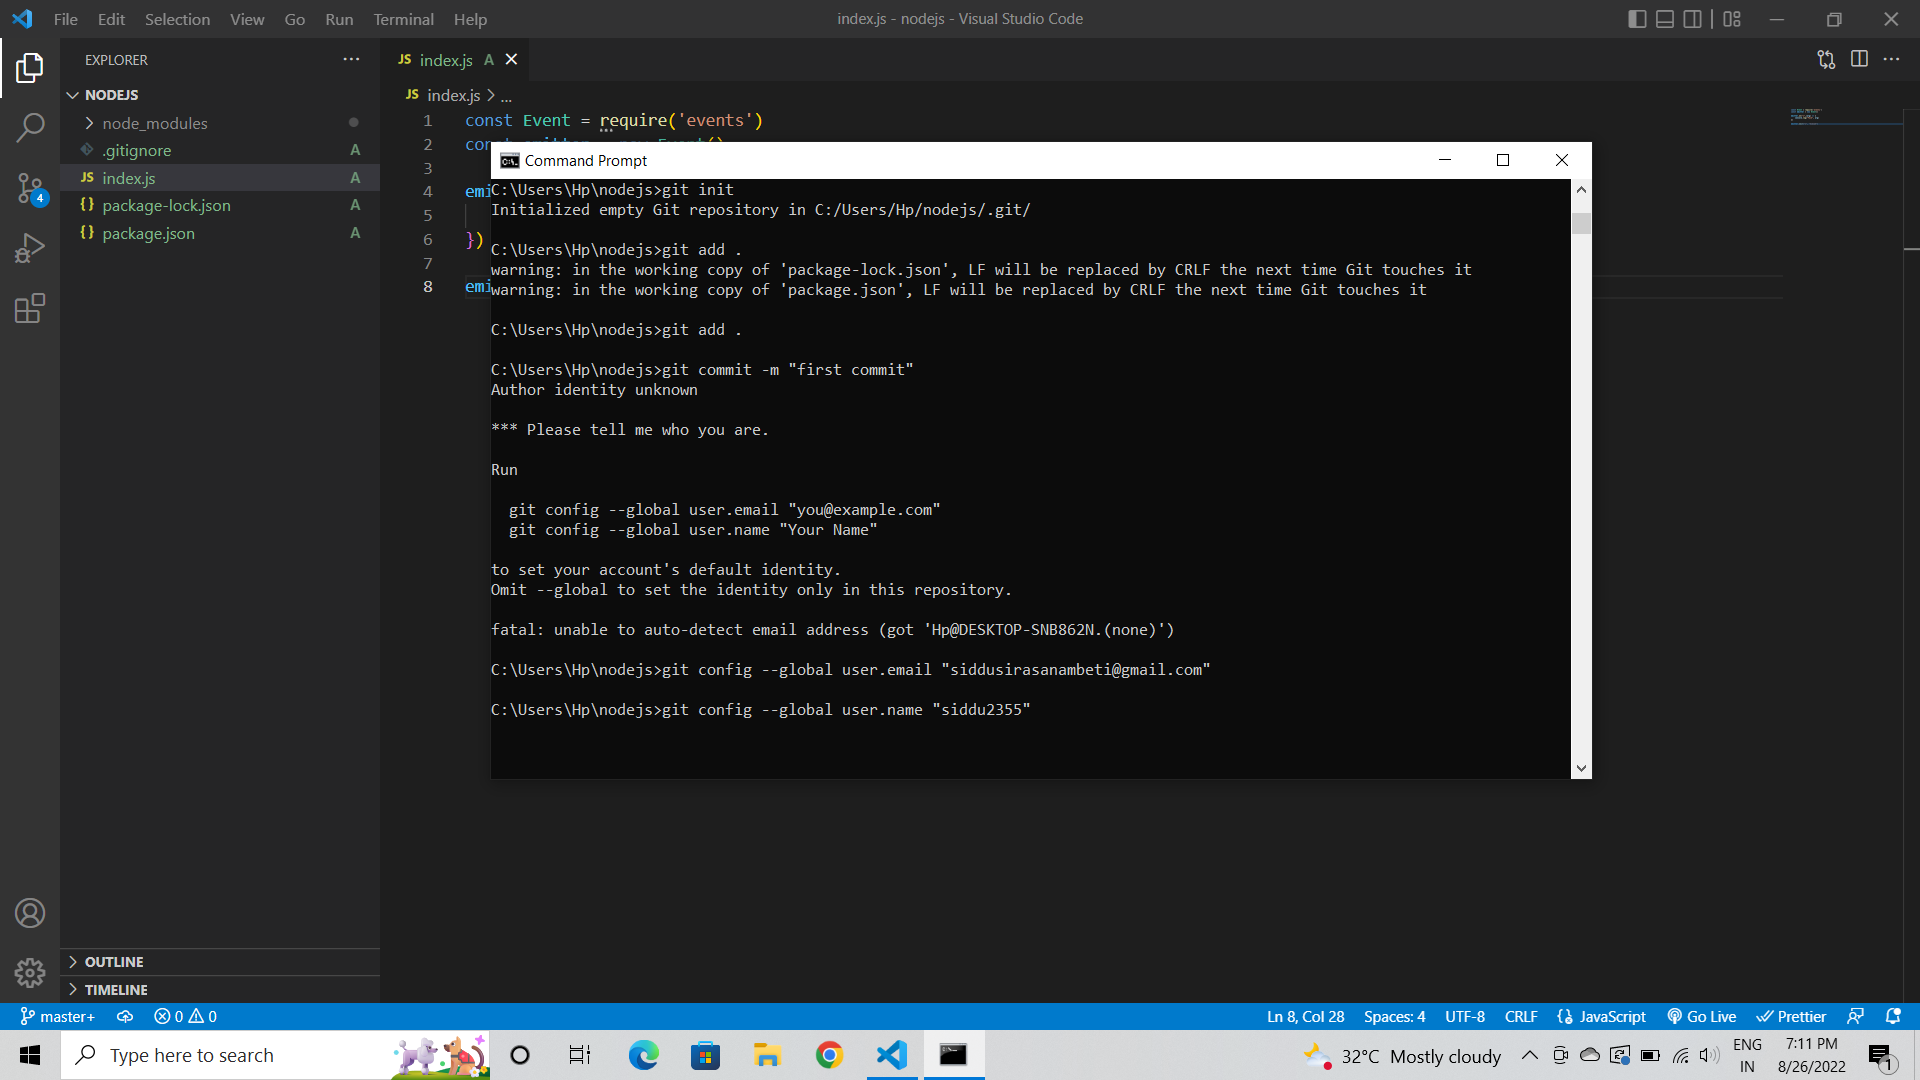 File Edit Selection View Go Run Terminal Help
index.js - nodejs - Visual Studio Code
EXPLORER
NODEJS
node_modules
.gitignore A
JS index.js A
{} package-lock.json A
{} package.json A
4
OUTLINE
TIMELINE
JS index.js A
JS index.js > ...
1 const Event = require('events')
2 const
3
4 emi
5
6 })
7
8 emi
Command Prompt
C:\Users\Hp\nodejs>git init
Initialized empty Git repository in C:/Users/Hp/nodejs/.git/
C:\Users\Hp\nodejs>git add .
warning: in the working copy of 'package-lock.json', LF will be replaced by CRLF the next time Git touches it
warning: in the working copy of 'package.json', LF will be replaced by CRLF the next time Git touches it
C:\Users\Hp\nodejs>git add .
C:\Users\Hp\nodejs>git commit -m "first commit"
Author identity unknown
*** Please tell me who you are.
Run
git config --global user.email "you@example.com"
git config --global user.name "Your Name"
to set your account's default identity.
Omit --global to set the identity only in this repository.
fatal: unable to auto-detect email address (got 'Hp@DESKTOP-SNB862N.(none)')
C:\Users\Hp\nodejs>git config --global user.email "siddusirasanambeti@gmail.com"
C:\Users\Hp\nodejs>git config --global user.name "siddu2355"
master+ 0 0
Ln 8, Col 28 Spaces: 4 UTF-8 CRLF {} JavaScript Go Live Prettier
Type here to search
32°C Mostly cloudy
ENG
IN
7:11 PM
8/26/2022
1